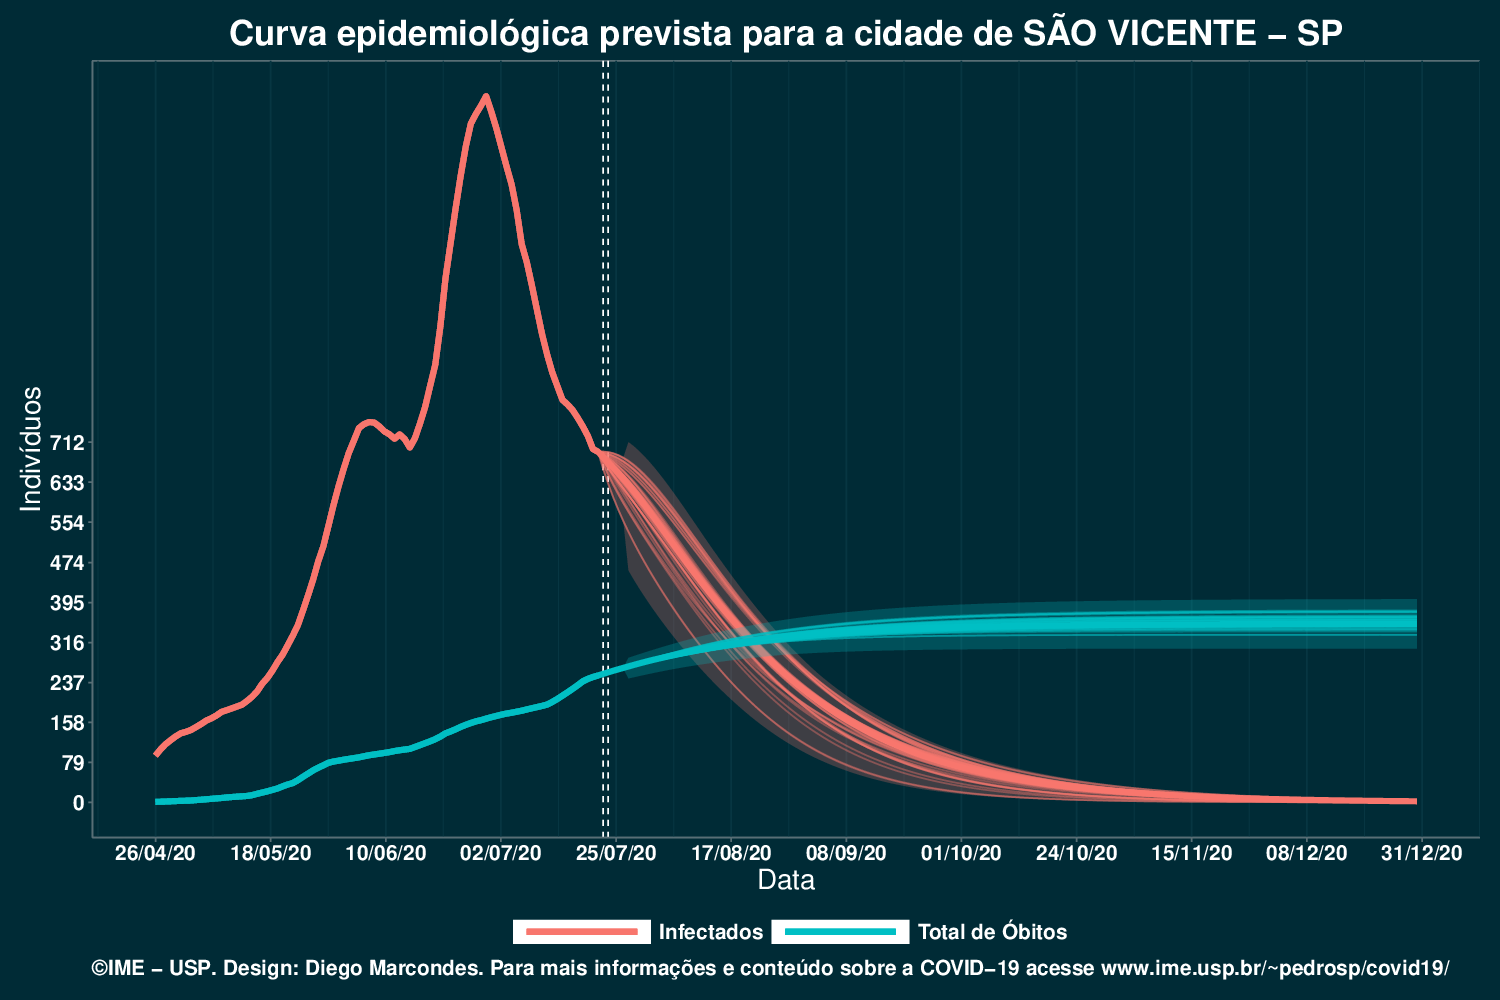 Curva epidemiológica prevista para a cidade de SÃO VICENTE – SP
Indivíduos
712
633
554
474
395
316
237
158
79
0
26/04/20 18/05/20 10/06/20 02/07/20 25/07/20 17/08/20 08/09/20 01/10/20 24/10/20 15/11/20 08/12/20 31/12/20
Data
Infectados Total de Óbitos
©IME – USP. Design: Diego Marcondes. Para mais informações e conteúdo sobre a COVID–19 acesse www.ime.usp.br/~pedrosp/covid19/